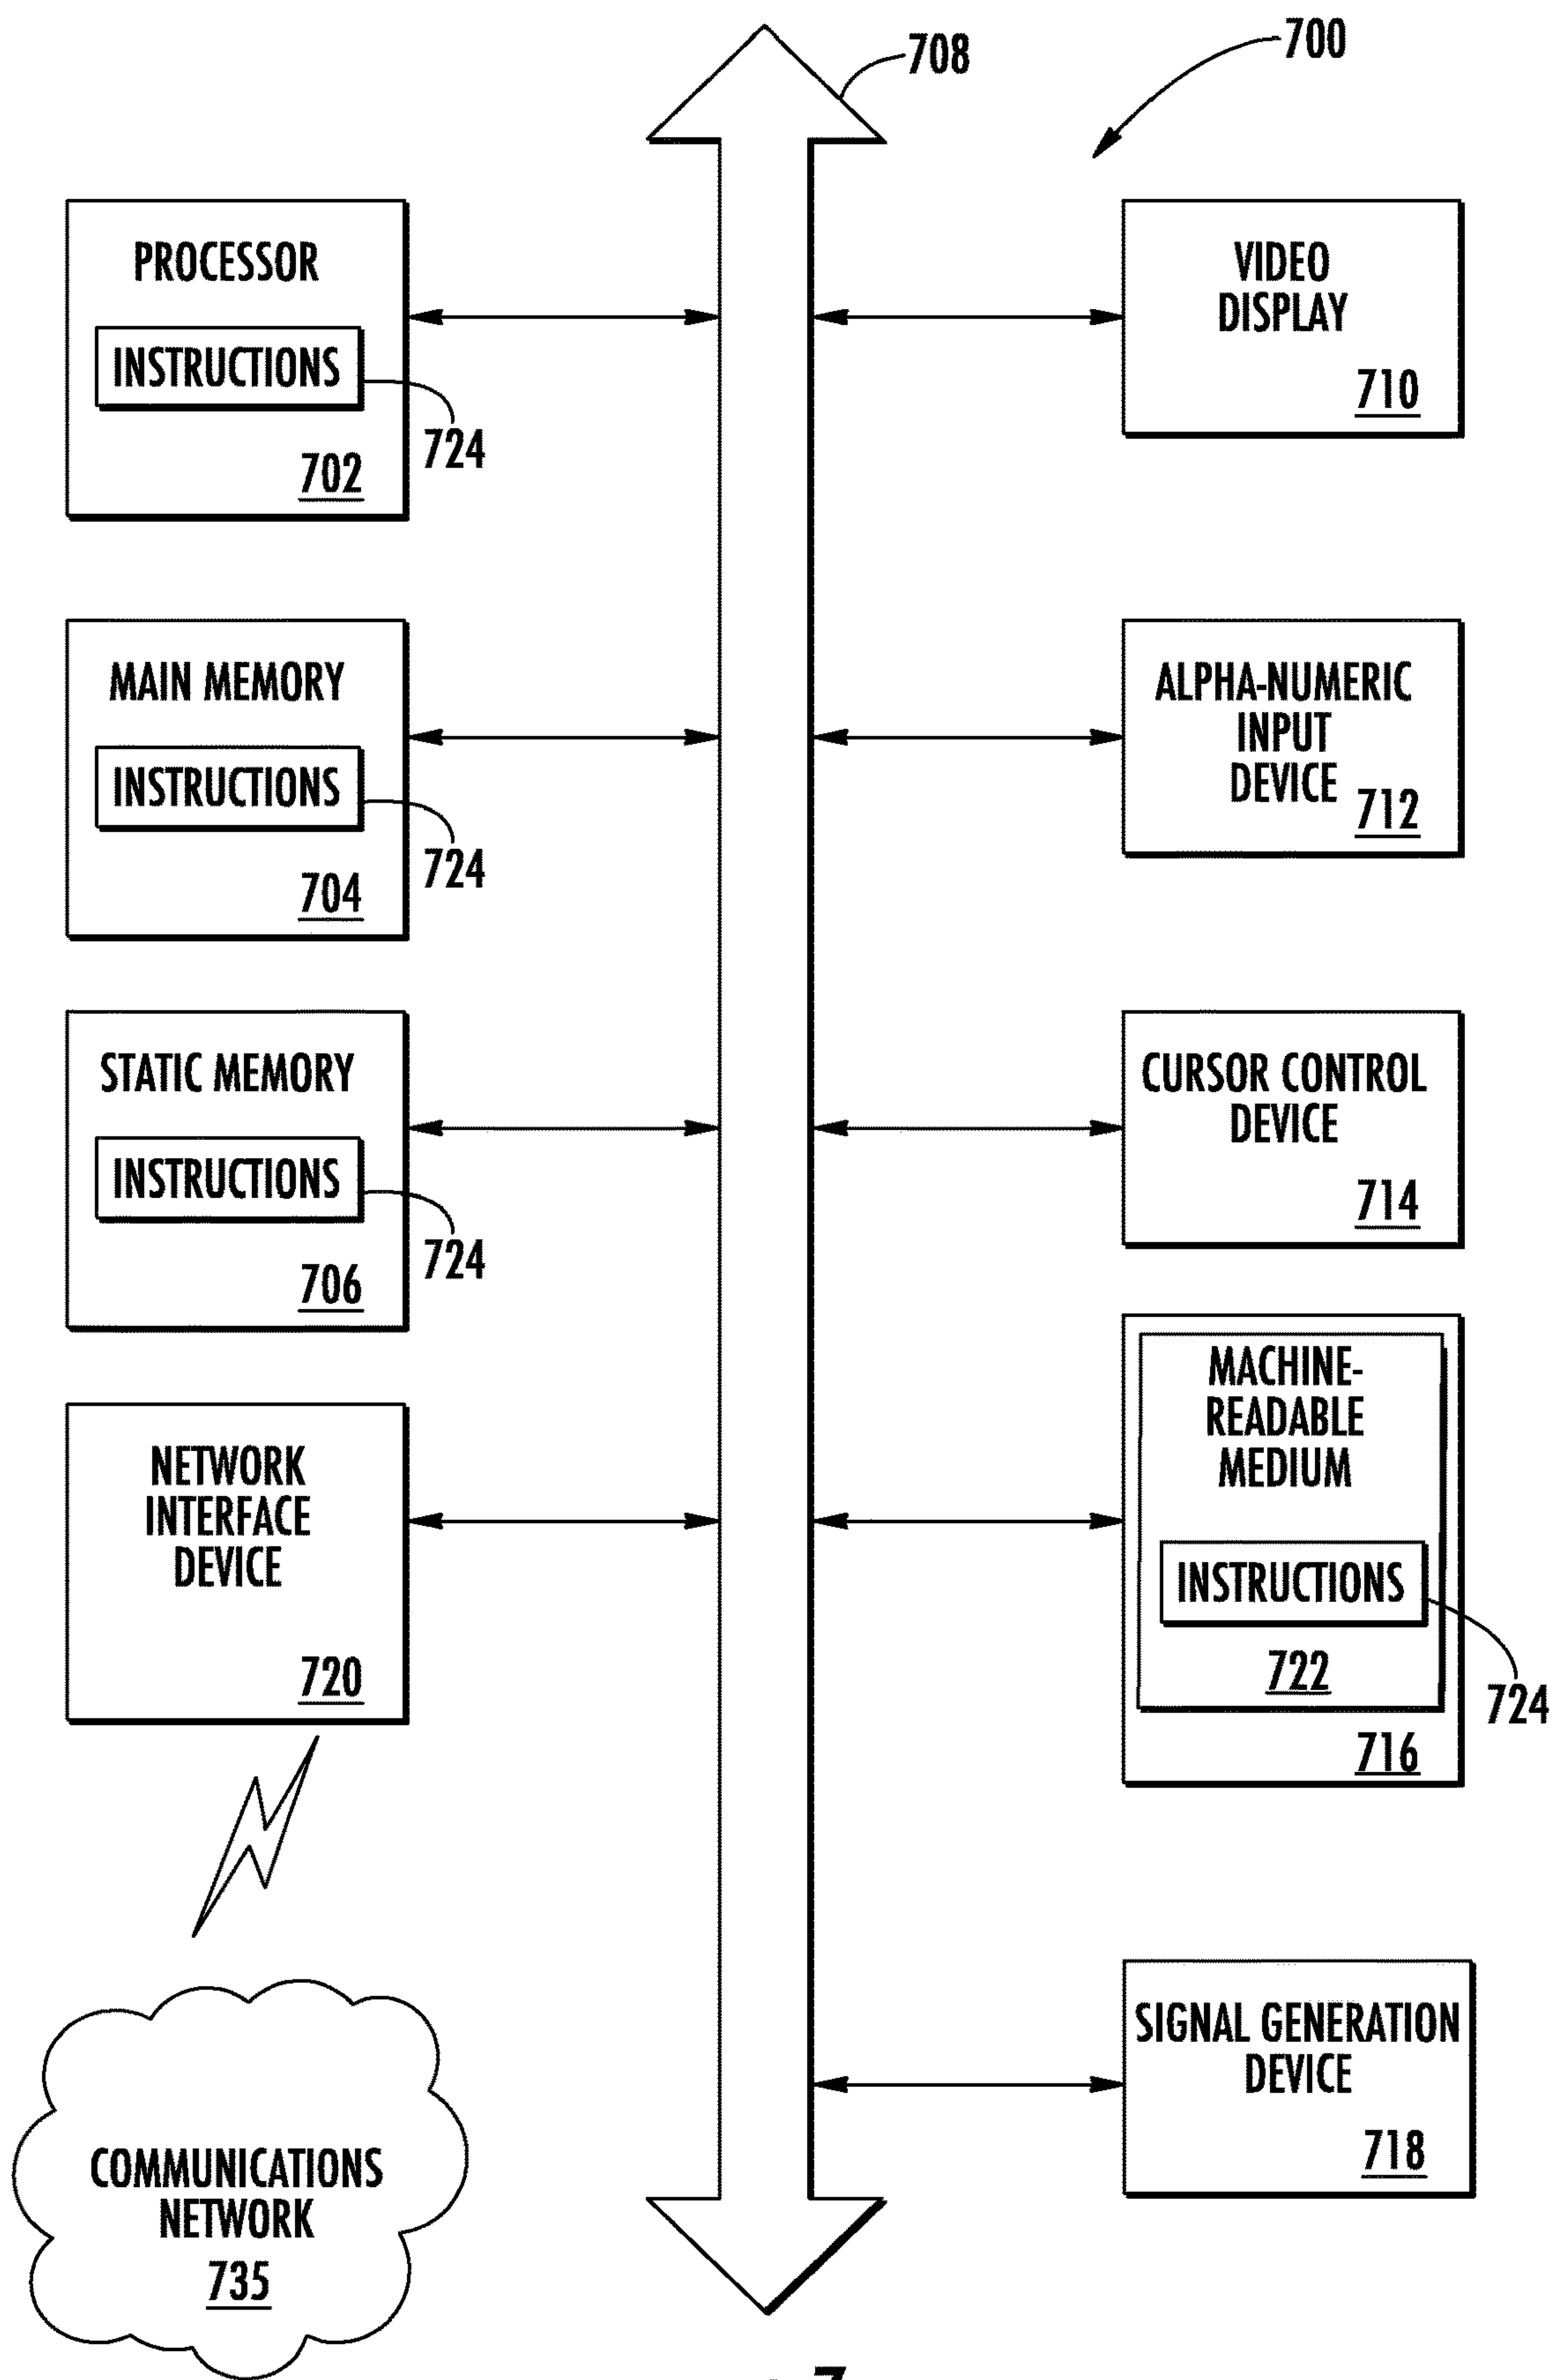 708
700
PROCESSOR
INSTRUCTIONS
724
702
VIDEO
DISPLAY
710
MAIN MEMORY
INSTRUCTIONS
724
704
ALPHA-NUMERIC
INPUT
DEVICE
712
STATIC MEMORY
INSTRUCTIONS
724
706
CURSOR CONTROL
DEVICE
714
NETWORK
INTERFACE
DEVICE
720
MACHINE-
READABLE
MEDIUM
INSTRUCTIONS
722
724
716
COMMUNICATIONS
NETWORK
735
SIGNAL GENERATION
DEVICE
718